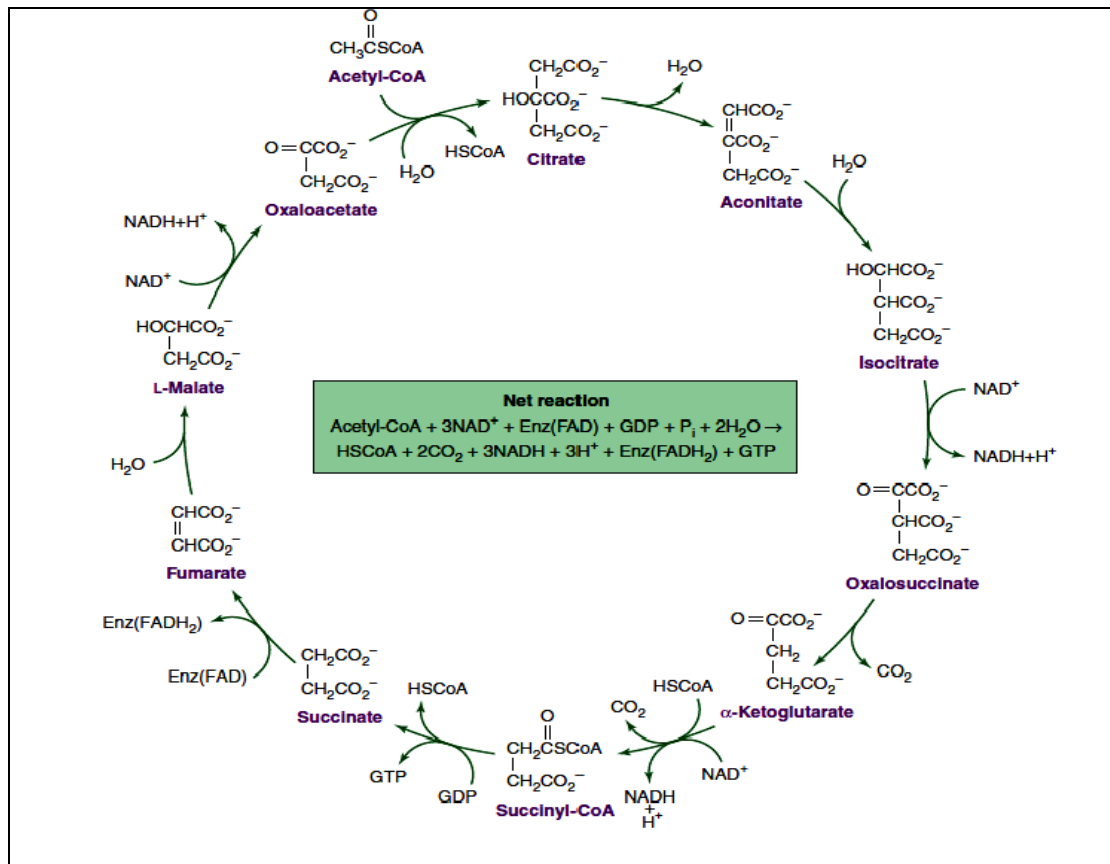 O
||
CH₃CSCoA
Acetyl-CoA
H₂O
HSCoA
CH₂CO₂⁻
HOCCO₂⁻
CH₂CO₂⁻
Citrate
H₂O
CHCO₂⁻
CCO₂⁻
CH₂CO₂⁻
Aconitate
H₂O
HOCHCO₂⁻
CHCO₂⁻
CH₂CO₂⁻
Isocitrate
NAD⁺
NADH+H⁺
O=CCO₂⁻
CHCO₂⁻
CH₂CO₂⁻
Oxalosuccinate
CO₂
O=CCO₂⁻
CH₂
CH₂CO₂⁻
α-Ketoglutarate
HSCoA
CO₂
NAD⁺
NADH
+
H⁺
O
||
CH₂CSCoA
CH₂CO₂⁻
Succinyl-CoA
HSCoA
GTP
GDP
CH₂CO₂⁻
CH₂CO₂⁻
Succinate
Enz(FADH₂)
Enz(FAD)
CHCO₂⁻
||
CHCO₂⁻
Fumarate
H₂O
HOCHCO₂⁻
CH₂CO₂⁻
L-Malate
NAD⁺
NADH+H⁺
O=CCO₂⁻
CH₂CO₂⁻
Oxaloacetate
Net reaction
Acetyl-CoA + 3NAD⁺ + Enz(FAD) + GDP + Pᵢ + 2H₂O →
HSCoA + 2CO₂ + 3NADH + 3H⁺ + Enz(FADH₂) + GTP